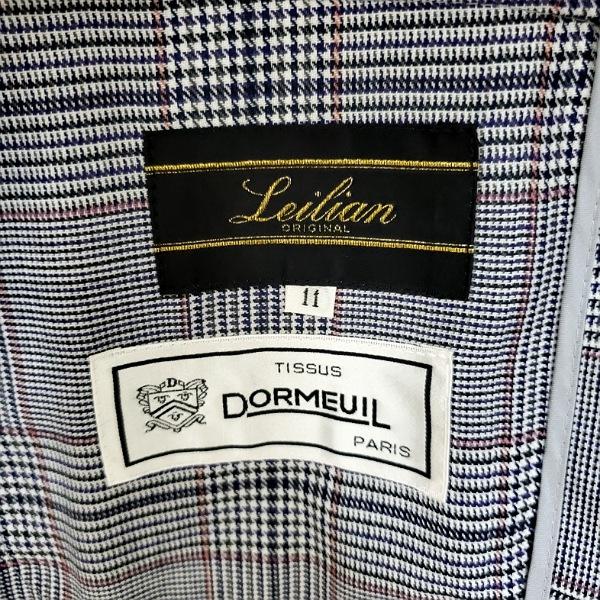 Leilian
ORIGINAL
11
TISSUS
D
DORMEUIL
PARIS